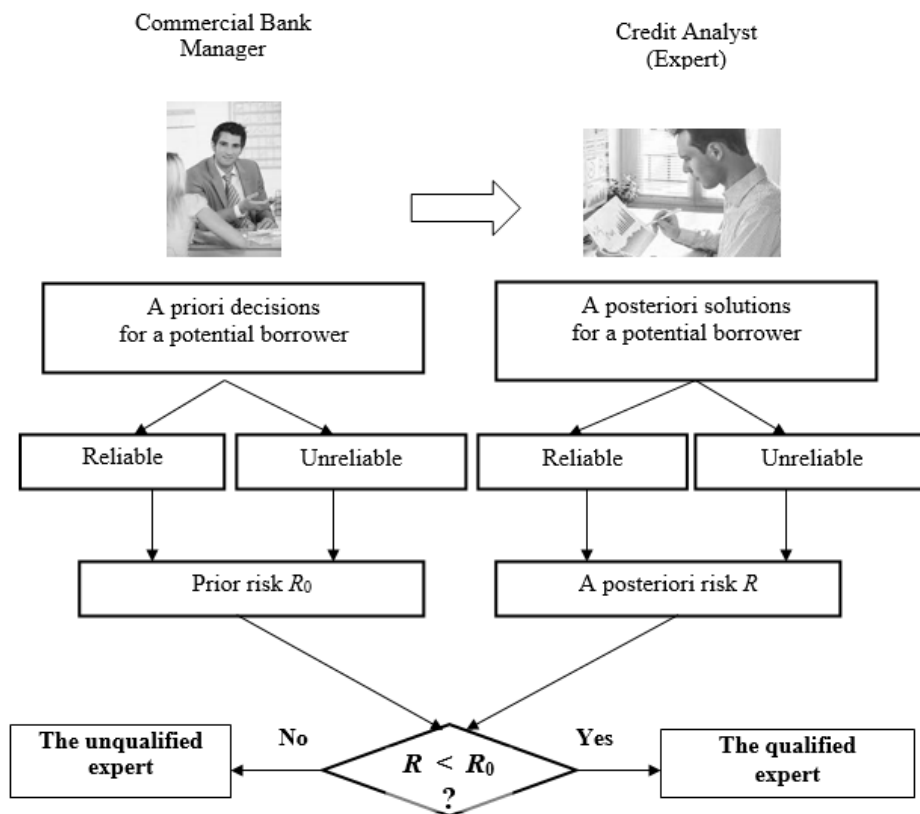 Commercial Bank
Manager
Credit Analyst
(Expert)
A priori decisions
for a potential borrower
A posteriori solutions
for a potential borrower
Reliable
Unreliable
Reliable
Unreliable
Prior risk R₀
A posteriori risk R
The unqualified
expert
No
R < R₀
?
Yes
The qualified
expert